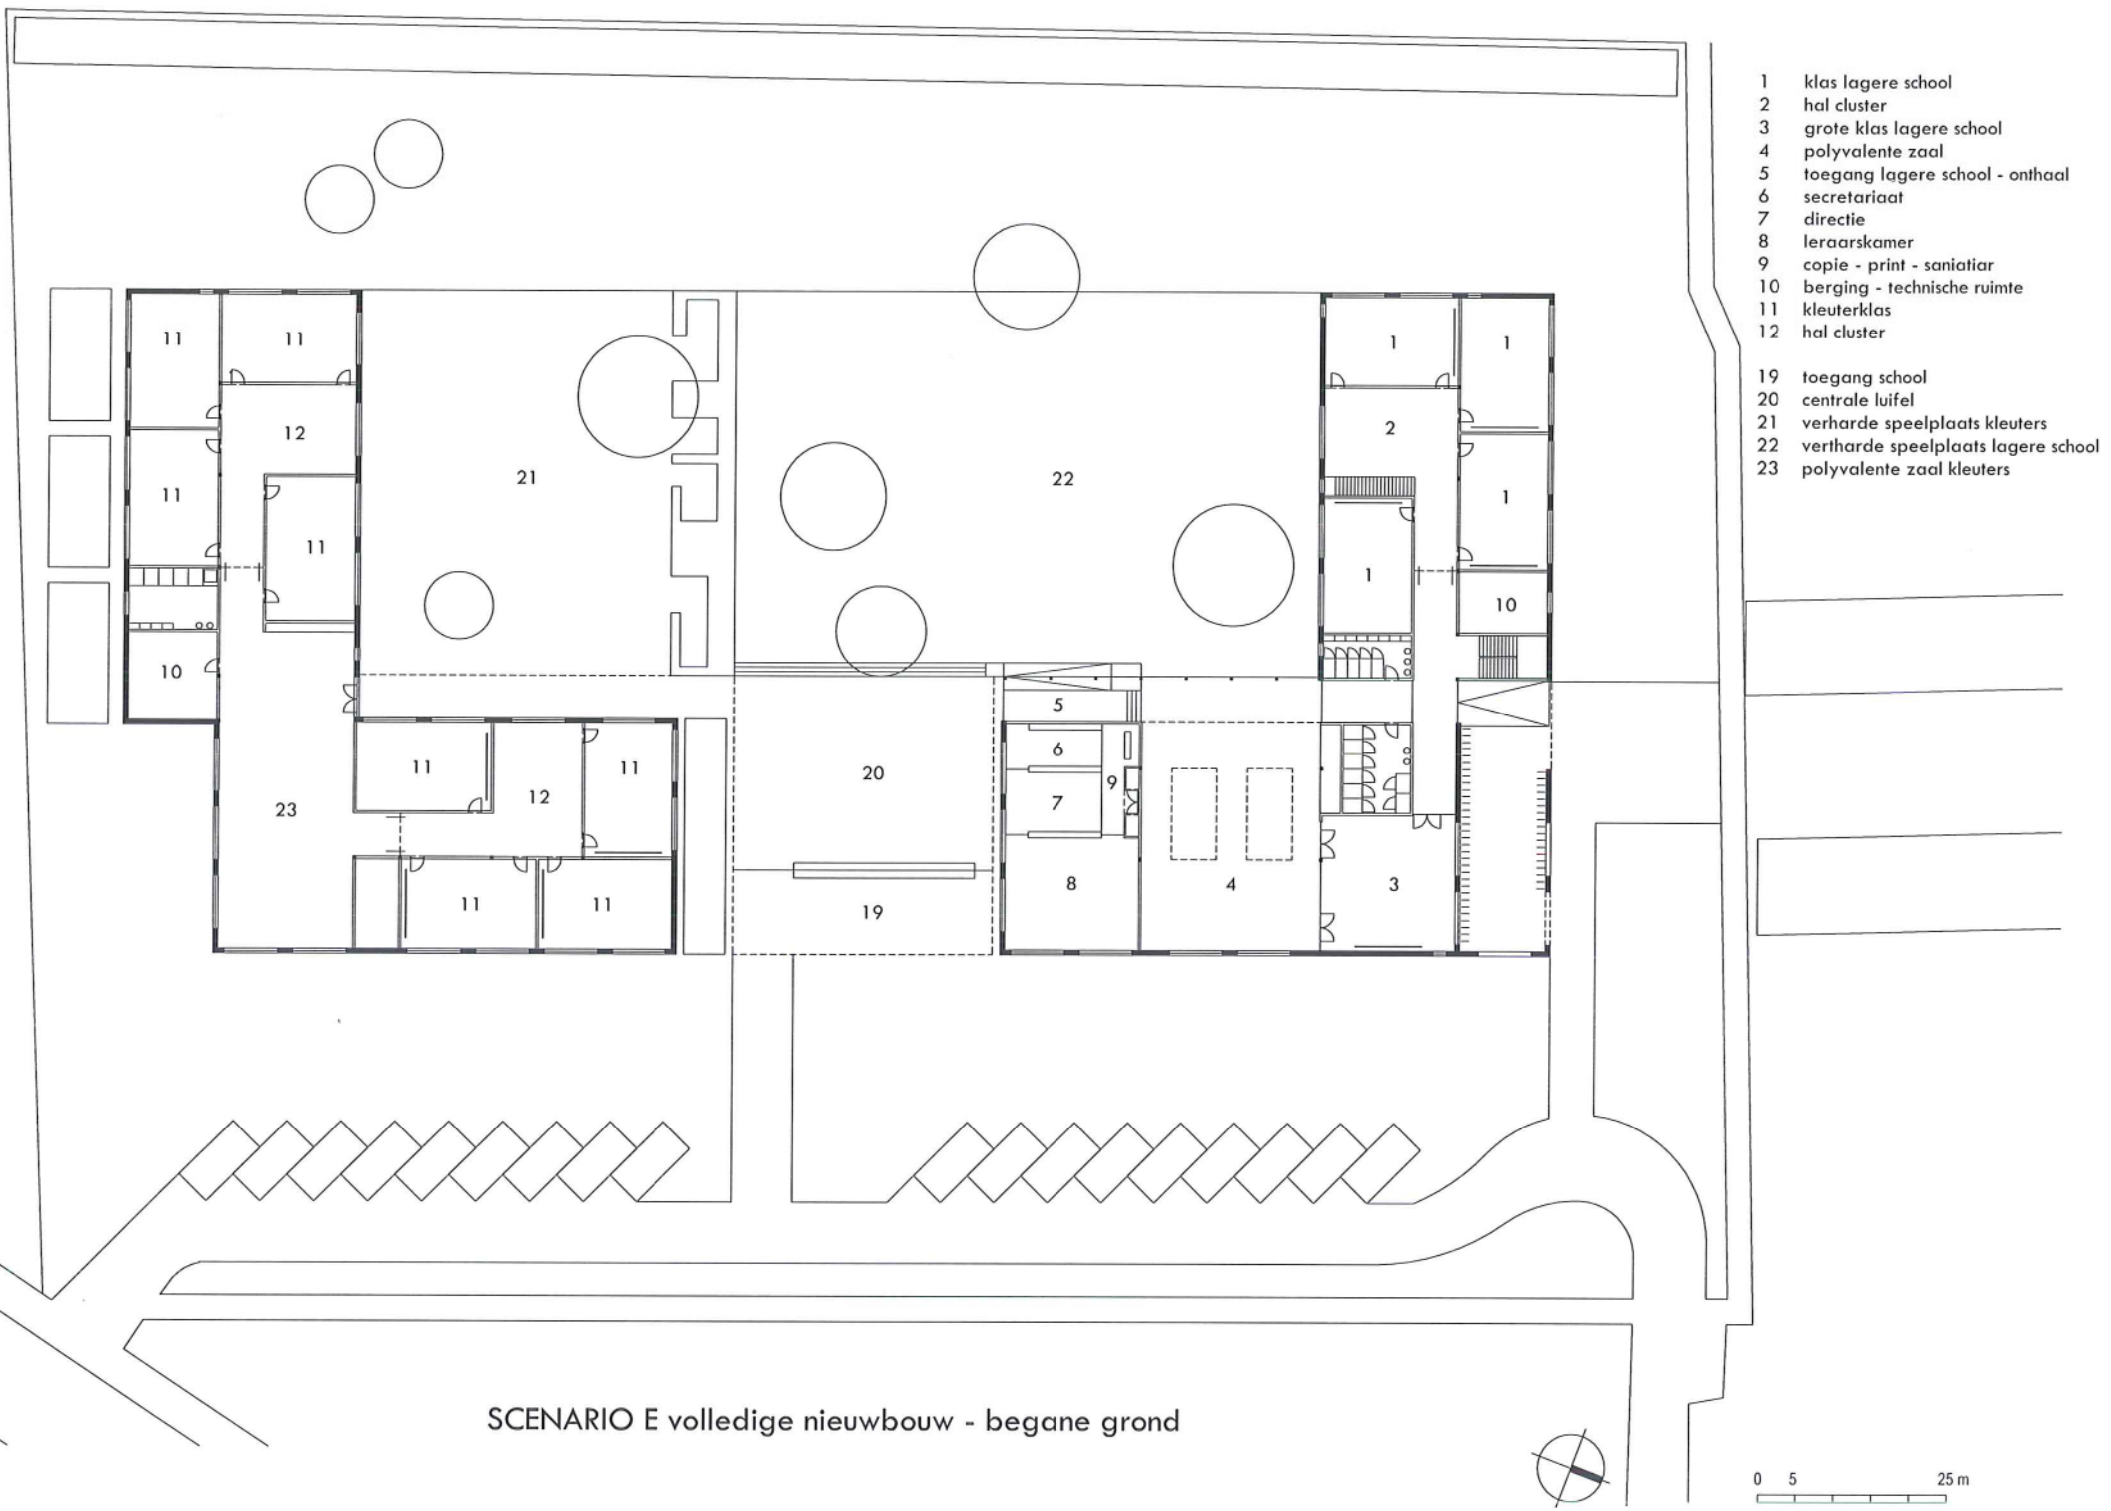 1 klas lagere school
2 hal cluster
3 grote klas lagere school
4 polyvalente zaal
5 toegang lagere school - onthaal
6 secretariaat
7 directie
8 leraarskamer
9 copie - print - saniatiar
10 berging - technische ruimte
11 kleuterklas
12 hal cluster
19 toegang school
20 centrale luifel
21 verharde speelplaats kleuters
22 vertharde speelplaats lagere school
23 polyvalente zaal kleuters
11 11 1 1
12 2
11 21 22 1
11 1
10
10
5
6
11 12 11 20 7 9
23
11 11 19 8 4 3
SCENARIO E volledige nieuwbouw - begane grond
0 5 25 m